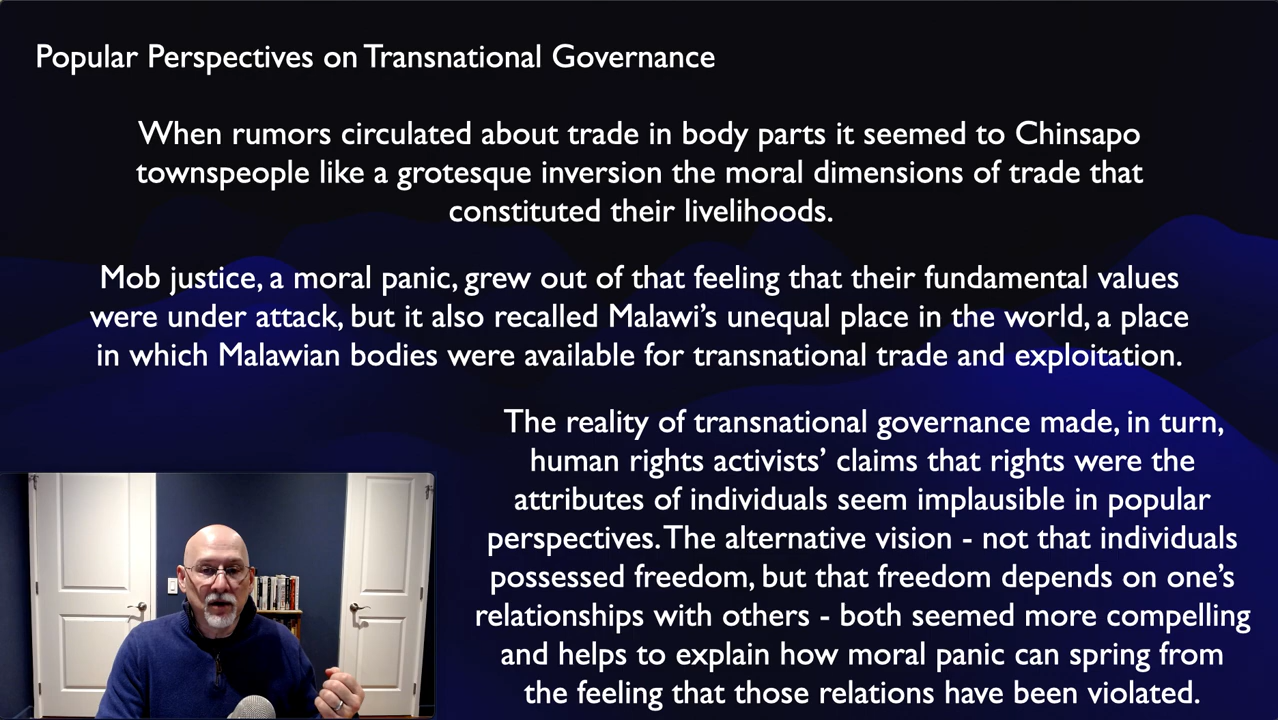 Popular Perspectives on Transnational Governance
When rumors circulated about trade in body parts it seemed to Chinsapo
townspeople like a grotesque inversion the moral dimensions of trade that
constituted their livelihoods.
Mob justice, a moral panic, grew out of that feeling that their fundamental values
were under attack, but it also recalled Malawi’s unequal place in the world, a place
in which Malawian bodies were available for transnational trade and exploitation.
The reality of transnational governance made, in turn,
human rights activists’ claims that rights were the
attributes of individuals seem implausible in popular
perspectives. The alternative vision - not that individuals
possessed freedom, but that freedom depends on one’s
relationships with others - both seemed more compelling
and helps to explain how moral panic can spring from
the feeling that those relations have been violated.